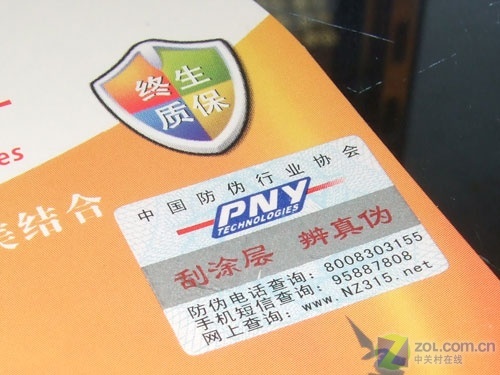 终生
质保
es
结合
中国防伪行业协会
PNY
TECHNOLOGIES
刮涂层 辨真伪
防伪电话查询: 8008303155
手机短信查询: 95887808
网上查询: www.NZ315.net
ZOL.COM.CN
中关村在线